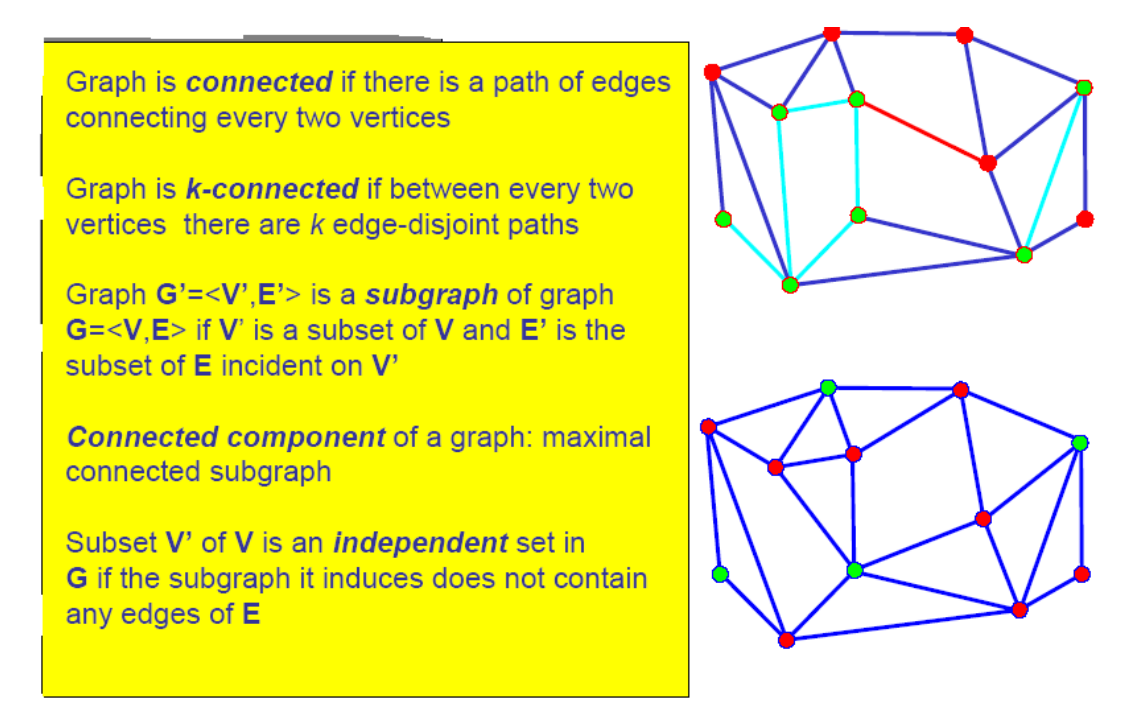 Graph is connected if there is a path of edges
connecting every two vertices
Graph is k-connected if between every two
vertices there are k edge-disjoint paths
Graph G’=<V’,E’> is a subgraph of graph
G=<V,E> if V’ is a subset of V and E’ is the
subset of E incident on V’
Connected component of a graph: maximal
connected subgraph
Subset V’ of V is an independent set in
G if the subgraph it induces does not contain
any edges of E